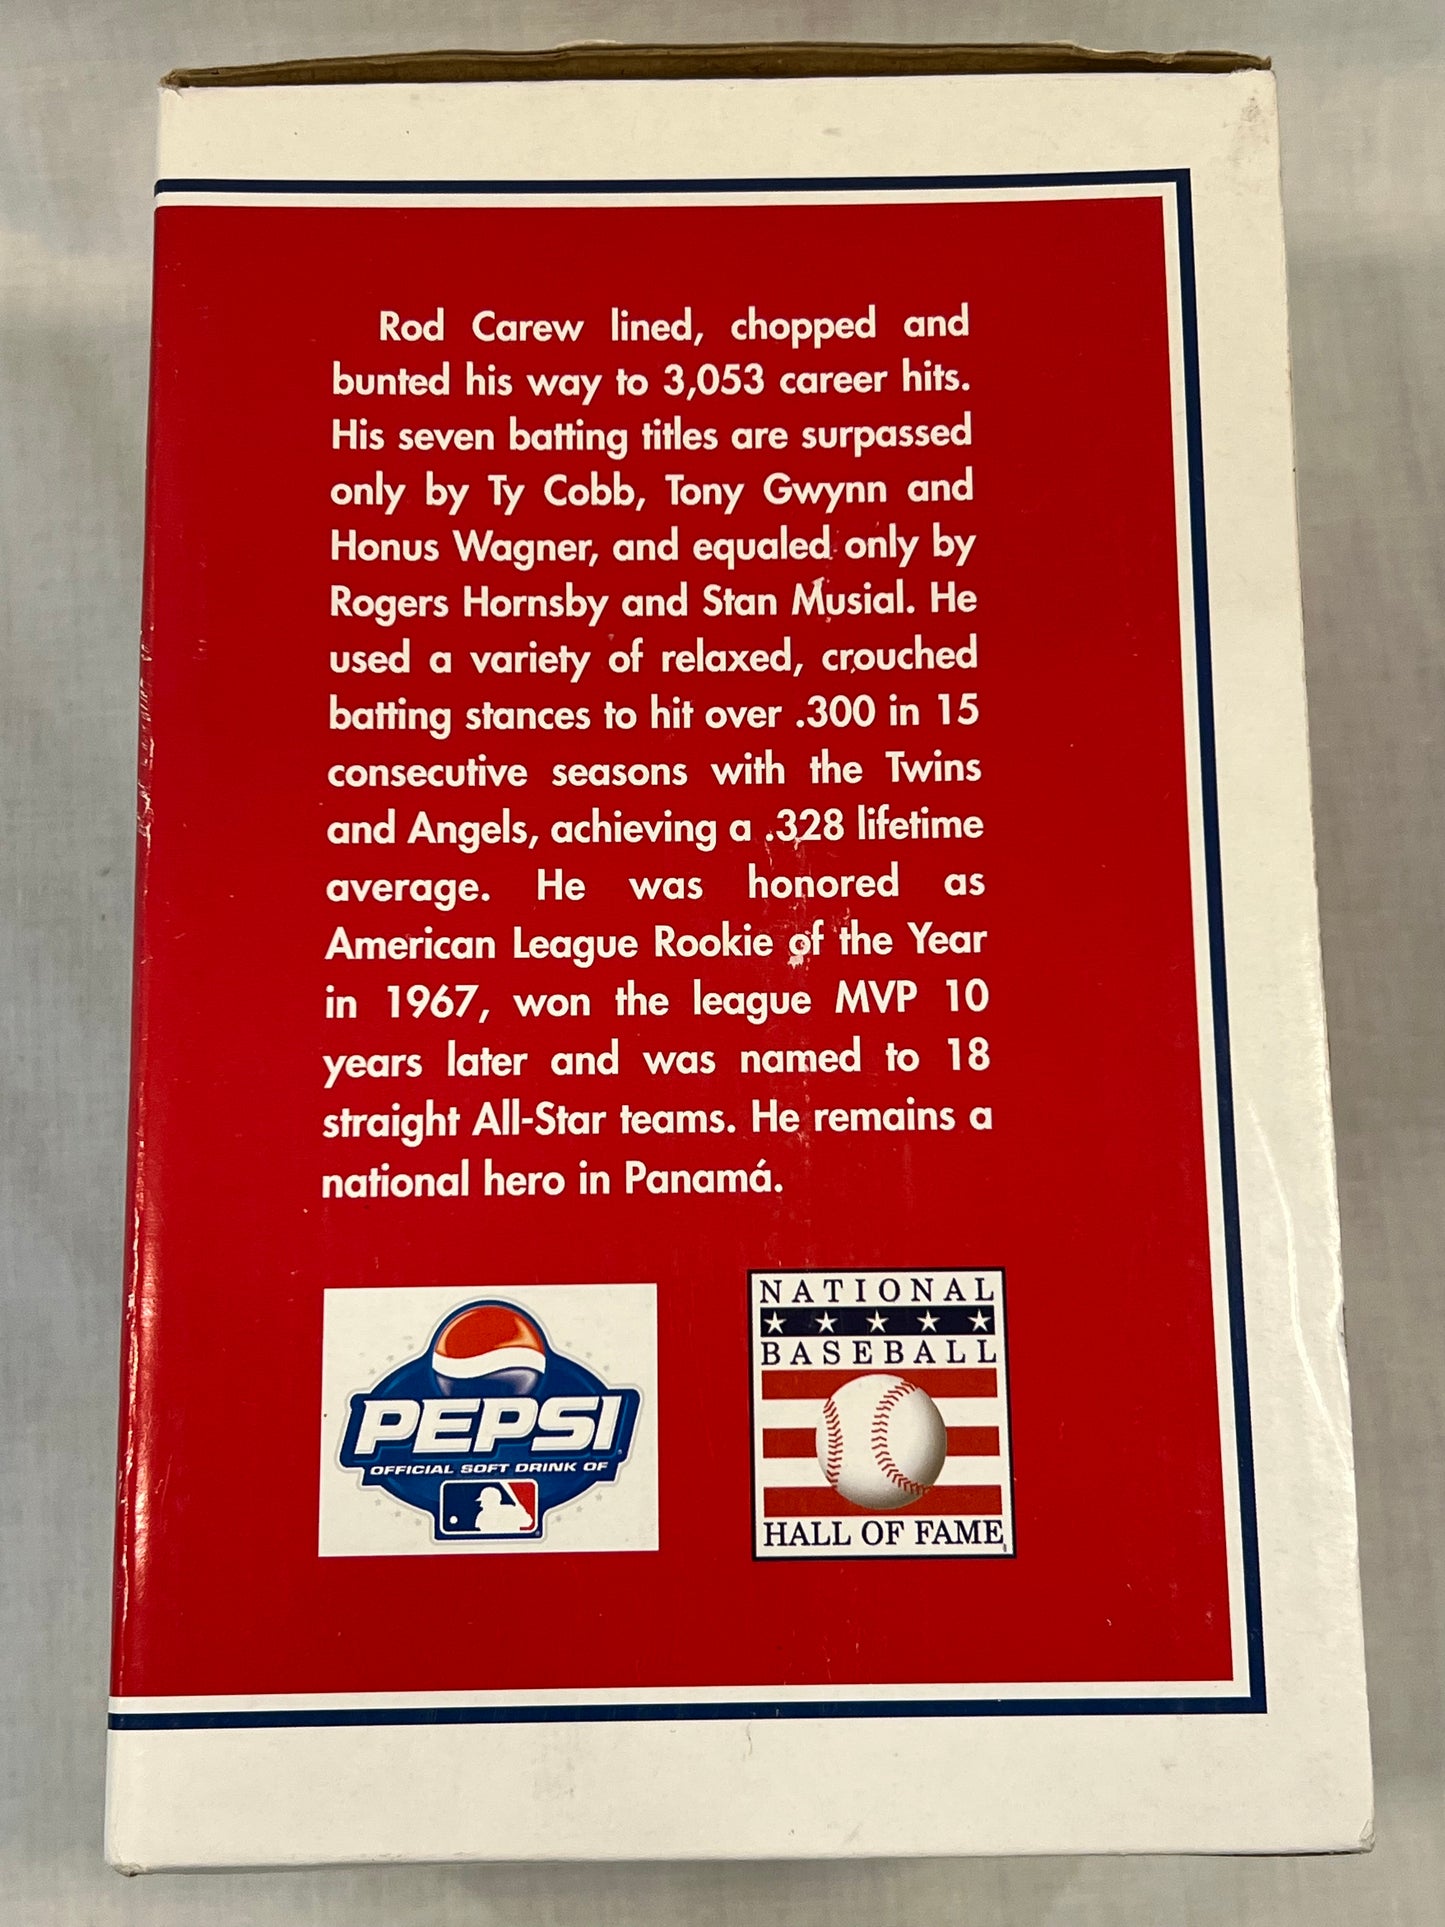 Rod Carew lined, chopped and
bunted his way to 3,053 career hits.
His seven batting titles are surpassed
only by Ty Cobb, Tony Gwynn and
Honus Wagner, and equaled only by
Rogers Hornsby and Stan Musial. He
used a variety of relaxed, crouched
batting stances to hit over .300 in 15
consecutive seasons with the Twins
and Angels, achieving a .328 lifetime
average. He was honored as
American League Rookie of the Year
in 1967, won the league MVP 10
years later and was named to 18
straight All-Star teams. He remains a
national hero in Panamá.
PEPSI
OFFICIAL SOFT DRINK OF
NATIONAL
BASEBALL
HALL OF FAME